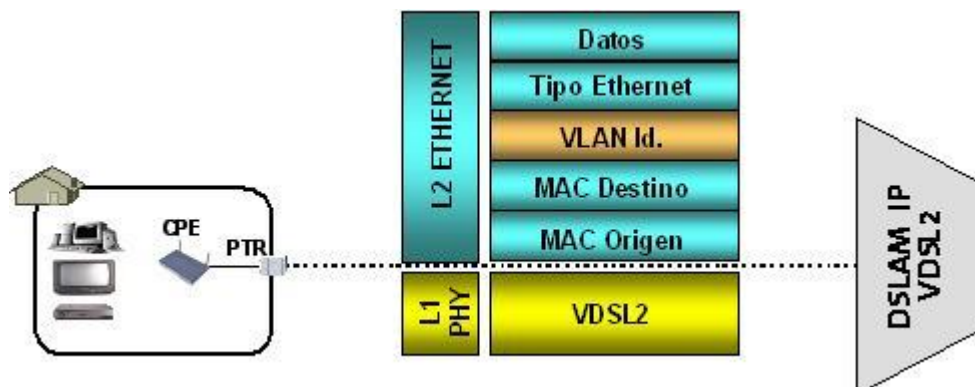 CPE
PTR
L2 ETHERNET
Datos
Tipo Ethernet
VLAN Id.
MAC Destino
MAC Origen
L1
PHY
VDSL2
DSLAM IP
VDSL2